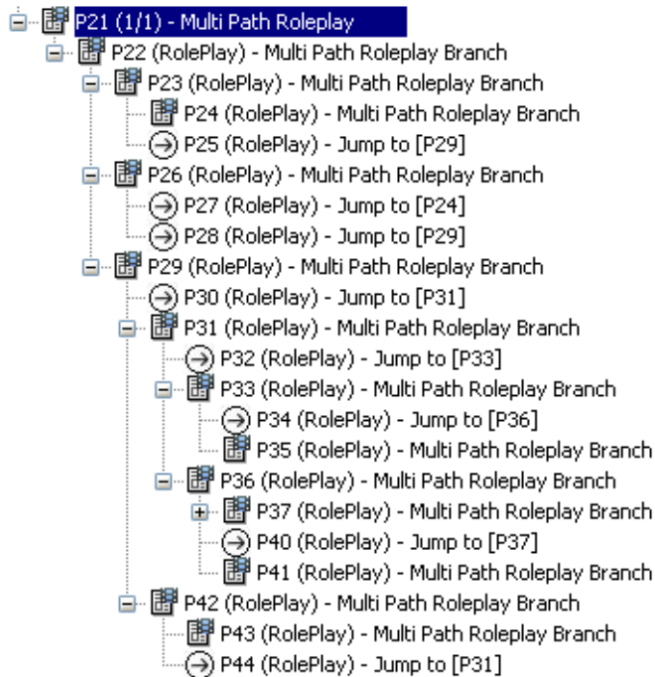 P21 (1/1) - Multi Path Roleplay
P22 (RolePlay) - Multi Path Roleplay Branch
P23 (RolePlay) - Multi Path Roleplay Branch
P24 (RolePlay) - Multi Path Roleplay Branch
P25 (RolePlay) - Jump to [P29]
P26 (RolePlay) - Multi Path Roleplay Branch
P27 (RolePlay) - Jump to [P24]
P28 (RolePlay) - Jump to [P29]
P29 (RolePlay) - Multi Path Roleplay Branch
P30 (RolePlay) - Jump to [P31]
P31 (RolePlay) - Multi Path Roleplay Branch
P32 (RolePlay) - Jump to [P33]
P33 (RolePlay) - Multi Path Roleplay Branch
P34 (RolePlay) - Jump to [P36]
P35 (RolePlay) - Multi Path Roleplay Branch
P36 (RolePlay) - Multi Path Roleplay Branch
P37 (RolePlay) - Multi Path Roleplay Branch
P40 (RolePlay) - Jump to [P37]
P41 (RolePlay) - Multi Path Roleplay Branch
P42 (RolePlay) - Multi Path Roleplay Branch
P43 (RolePlay) - Multi Path Roleplay Branch
P44 (RolePlay) - Jump to [P31]